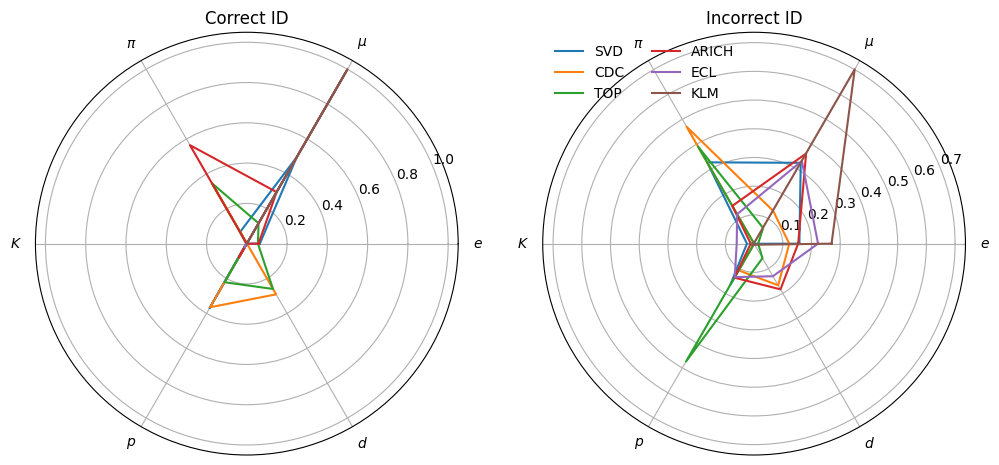 Correct ID
Incorrect ID
π
μ
1.0
0.8
0.6
0.4
0.2
K
e
p
d
SVD
CDC
TOP
ARICH
ECL
KLM
π
μ
0.7
0.6
0.5
0.4
0.3
0.2
0.1
K
e
p
d